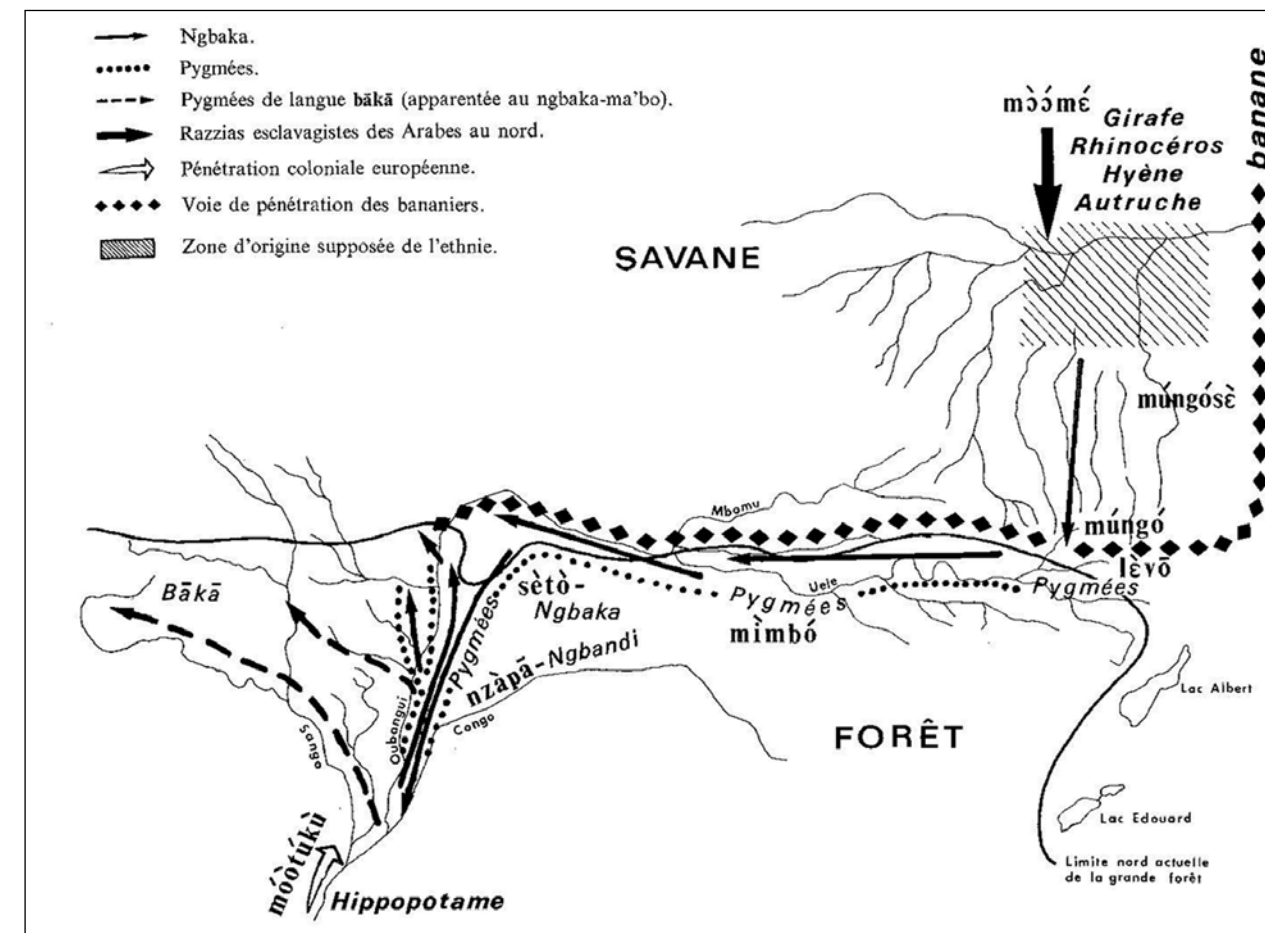 Ngbaka.
Pygmées.
Pygmées de langue bākā (apparentée au ngbaka-ma'bo).
Razzias esclavagistes des Arabes au nord.
Pénétration coloniale européenne.
Voie de pénétration des bananiers.
Zone d'origine supposée de l'ethnie.
banane
mɔ̀ɔ́mɛ́
Girafe
Rhinocéros
Hyène
Autruche
SAVANE
múngósɛ̀
Mbomu
múngó
lɛ̀vō
Uele
Pygmées
Pygmées
mìmbó
Bākā
sètò-
Ngbaka
Pygmées
nzàpā-Ngbandi
Oubangui
Congo
Sanga
FORÊT
Lac Albert
Lac Edouard
Limite nord actuelle
de la grande forêt
móòtúkù
Hippopotame